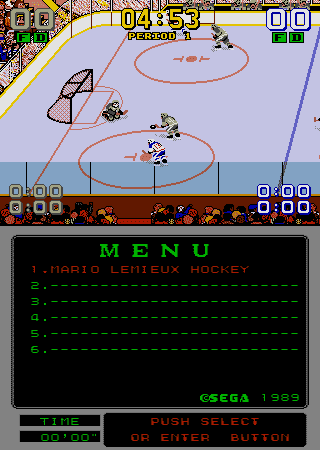 00 04:53 00
F D PERIOD 1 F D
0:00 0:00
0:00 0:00
MENU
1.MARIO LEMIEUX HOCKEY
2.
3.
4.
5.
6.
©SEGA 1989
TIME PUSH SELECT
00'00" OR ENTER BUTTON